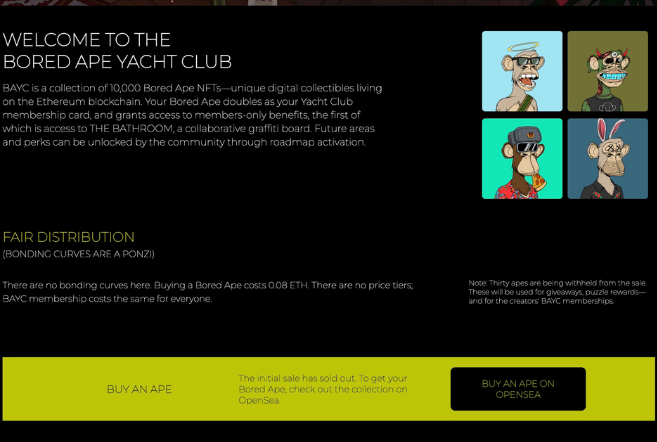 WELCOME TO THE
BORED APE YACHT CLUB
BAYC is a collection of 10,000 Bored Ape NFTs—unique digital collectibles living
on the Ethereum blockchain. Your Bored Ape doubles as your Yacht Club
membership card, and grants access to members-only benefits, the first of
which is access to THE BATHROOM, a collaborative graffiti board. Future areas
and perks can be unlocked by the community through roadmap activation.
FAIR DISTRIBUTION
(BONDING CURVES ARE A PONZI)
There are no bonding curves here. Buying a Bored Ape costs 0.08 ETH. There are no price tiers;
BAYC membership costs the same for everyone.
Note: Thirty apes are being withheld from the sale.
These will be used for giveaways, puzzle rewards—
and for the creators' BAYC memberships.
BUY AN APE
The initial sale has sold out. To get your
Bored Ape, check out the collection on
OpenSea.
BUY AN APE ON
OPENSEA